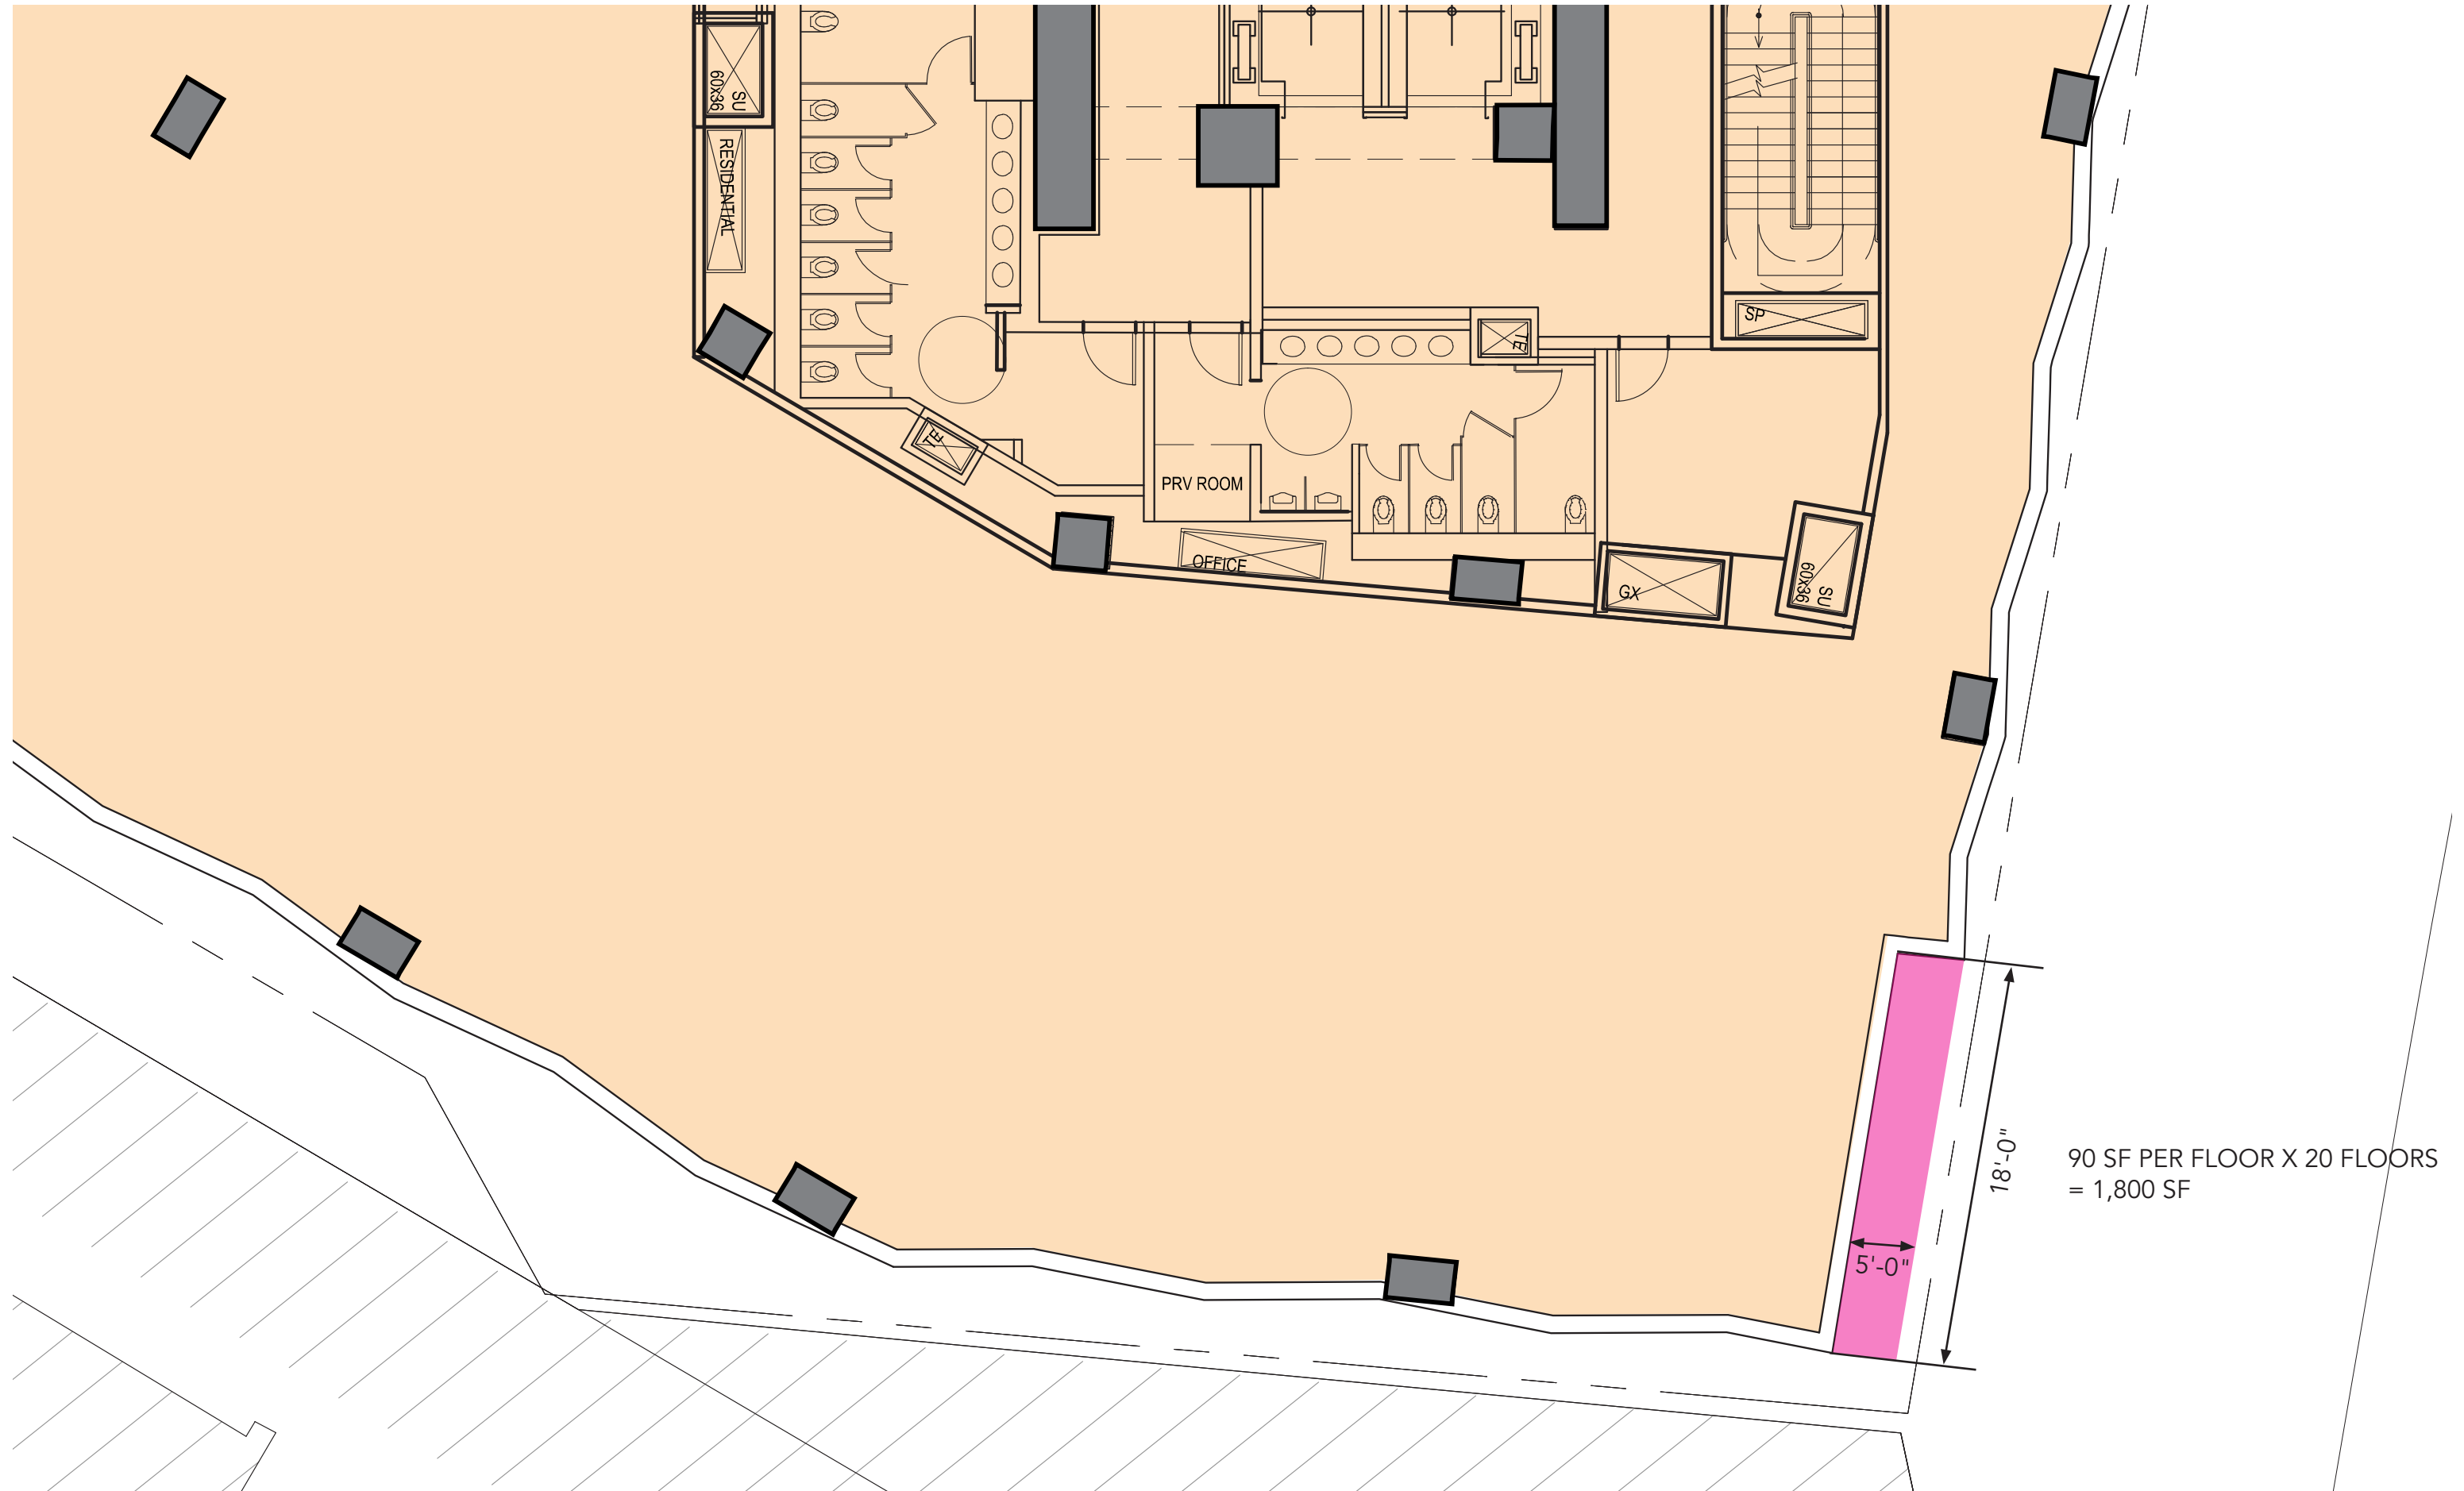 60x36
SU
RESIDENTIAL
SP
TE
TE
PRV ROOM
OFFICE
GX
60x36
SU
18'-0"
90 SF PER FLOOR X 20 FLOORS
= 1,800 SF
5'-0"